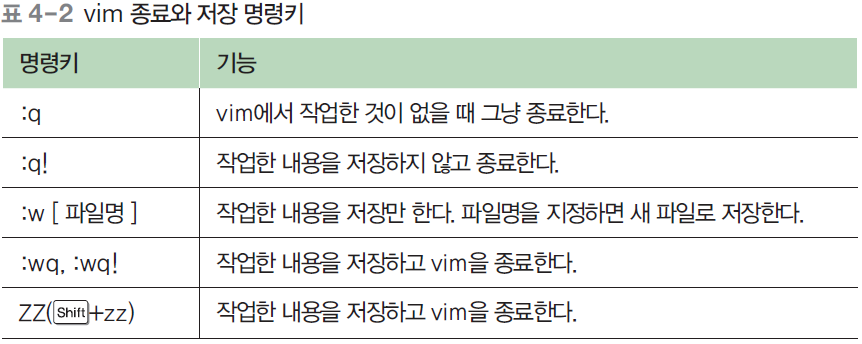 표 4-2 vim 종료와 저장 명령키
명령키 기능
:q vim에서 작업한 것이 없을 때 그냥 종료한다.
:q! 작업한 내용을 저장하지 않고 종료한다.
:w [ 파일명 ] 작업한 내용을 저장만 한다. 파일명을 지정하면 새 파일로 저장한다.
:wq, :wq! 작업한 내용을 저장하고 vim을 종료한다.
ZZ(Shift+zz) 작업한 내용을 저장하고 vim을 종료한다.